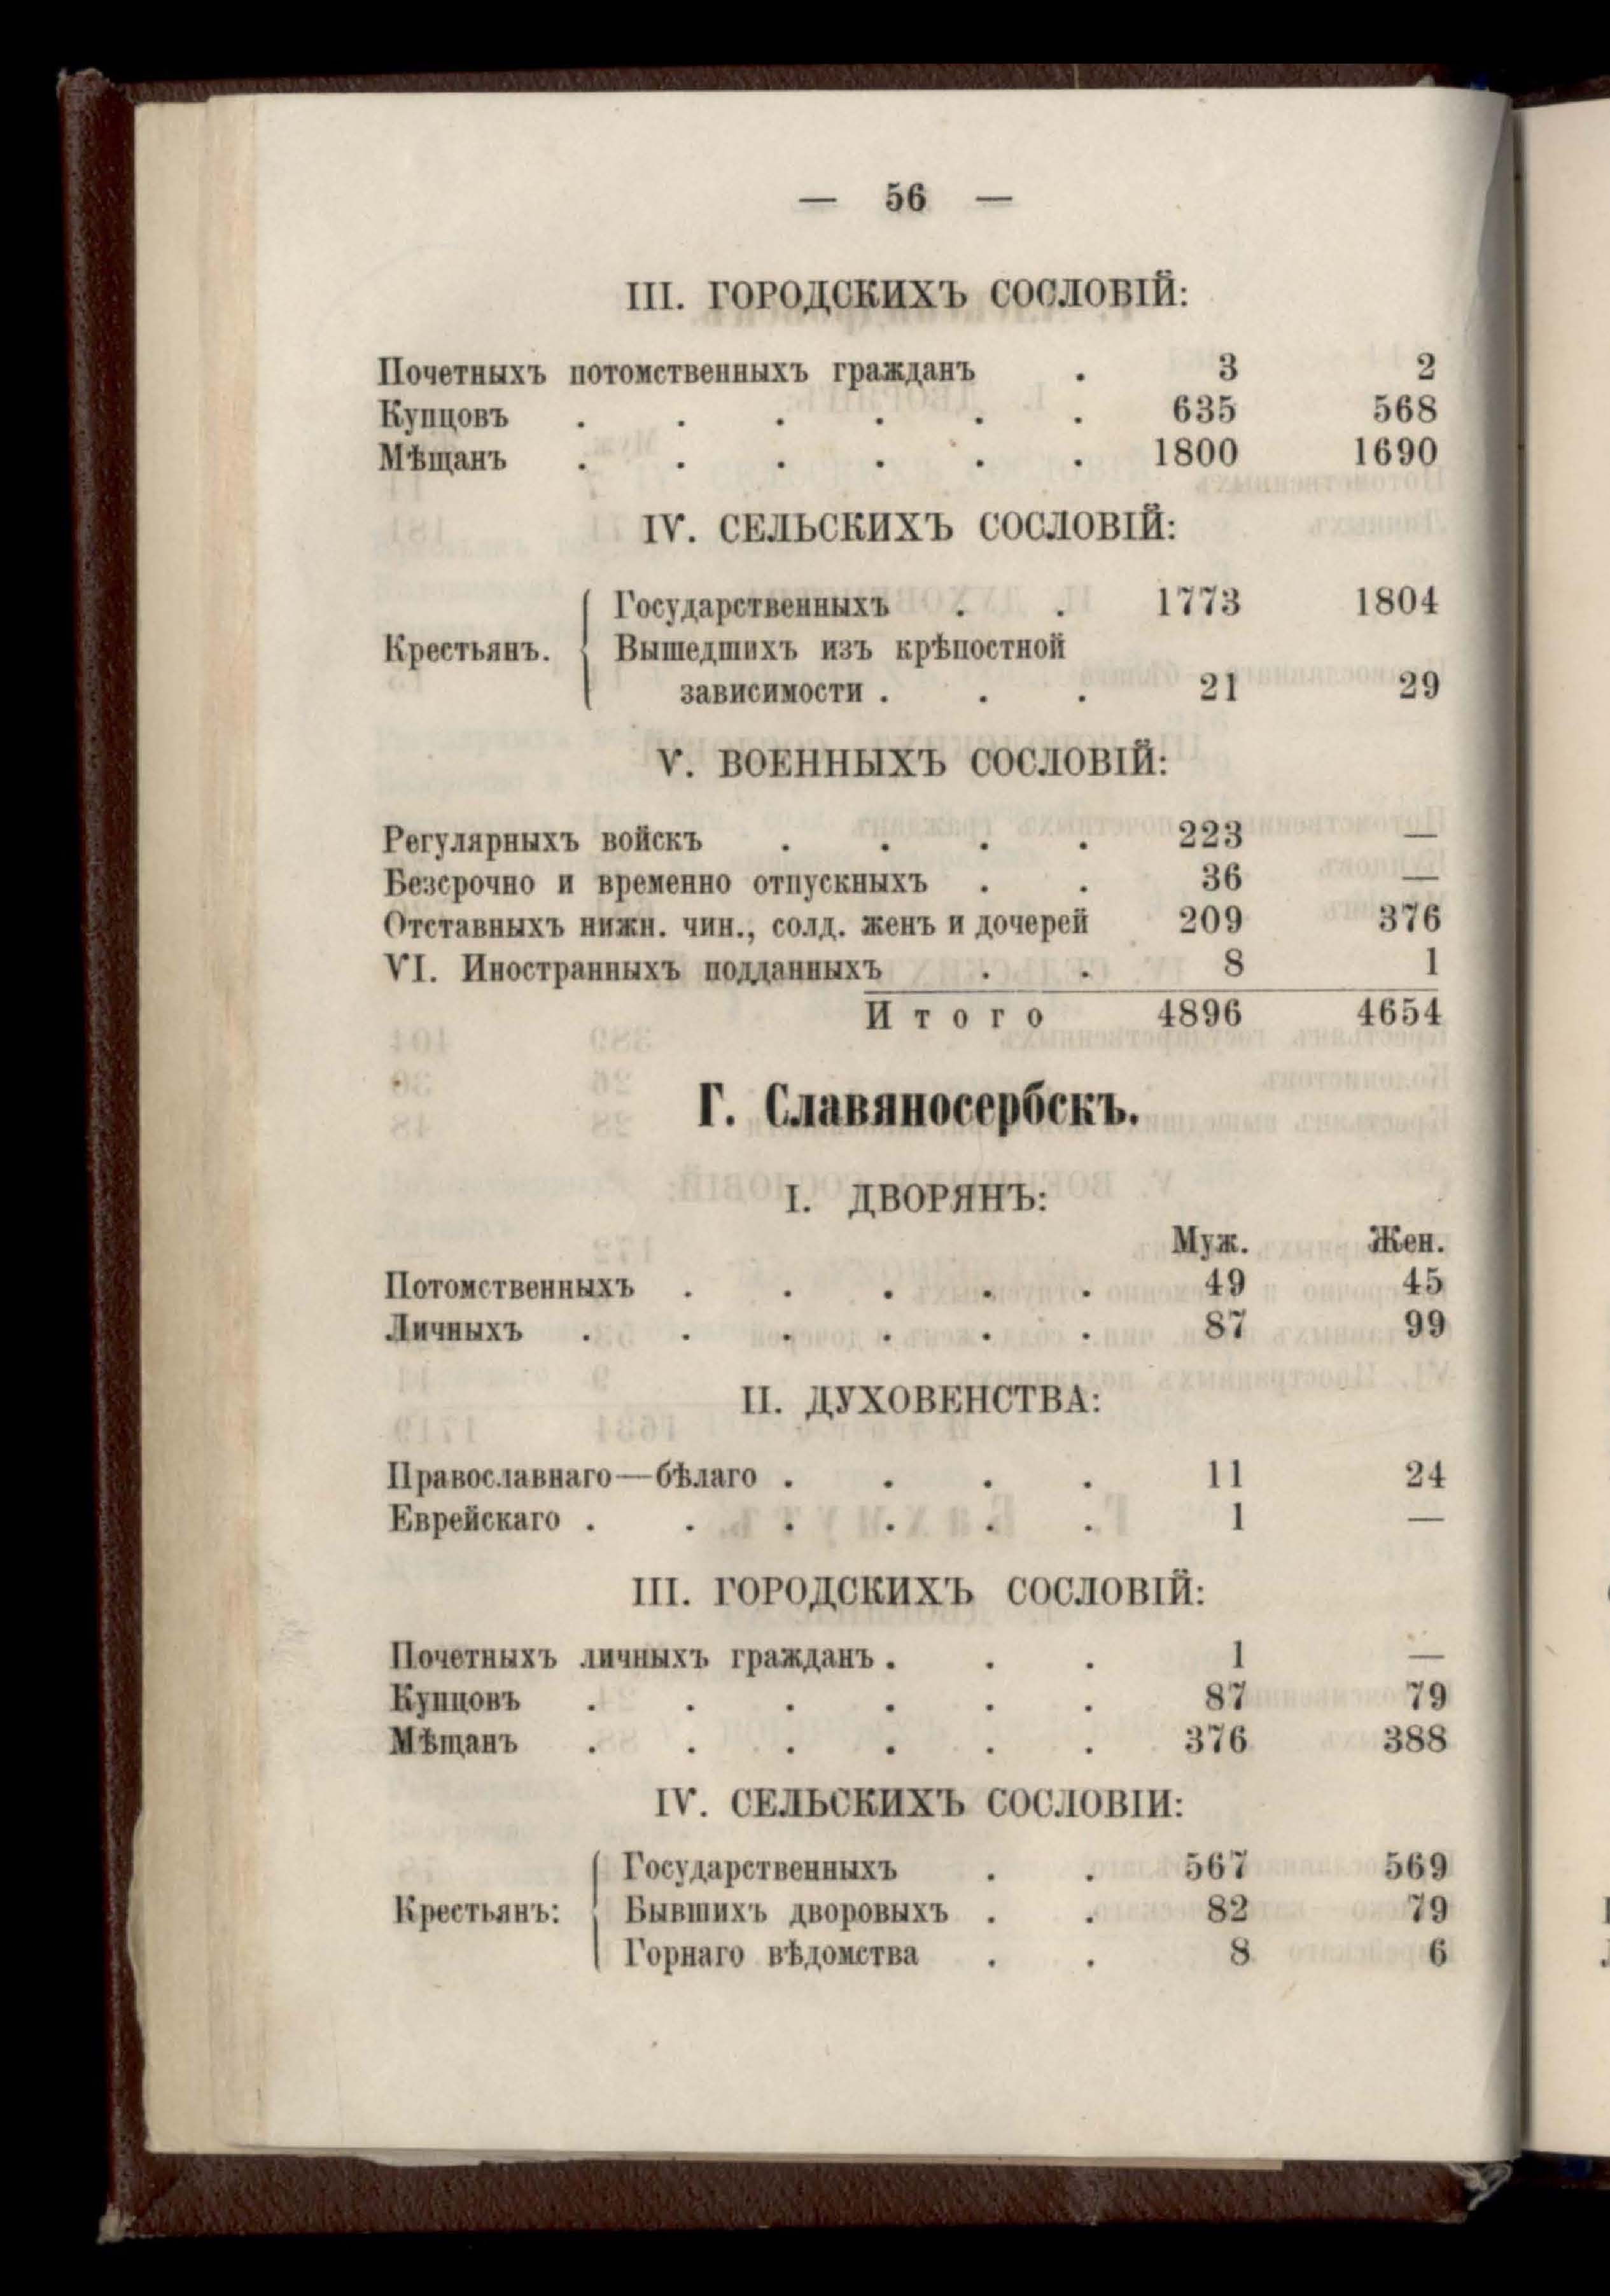 — 56 —
III. ГОРОДСКИХЪ СОСЛОВІЙ:
Почетныхъ потомственныхъ гражданъ . 3 2
Купцовъ . . . . . . 635 568
Мѣщанъ . . . . . . 1800 1690
IV. СЕЛЬСКИХЪ СОСЛОВІЙ:
Государственныхъ . . 1773 1804
Крестьянъ. Вышедшихъ изъ крѣпостной
зависимости . . . 21 29
V. ВОЕННЫХЪ СОСЛОВІЙ:
Регулярныхъ войскъ . . . . 223 —
Безсрочно и временно отпускныхъ . . 36 —
Отставныхъ нижн. чин., солд. женъ и дочерей 209 376
VI. Иностранныхъ подданныхъ . . 8 1
Итого 4896 4654
Г. Славяносербскъ.
I. ДВОРЯНЪ:
Муж. Жен.
Потомственныхъ . . . . . 49 45
Личныхъ . . . . . . 87 99
II. ДУХОВЕНСТВА:
Православнаго—бѣлаго . . . . 11 24
Еврейскаго . . . . . . 1 —
III. ГОРОДСКИХЪ СОСЛОВІЙ:
Почетныхъ личныхъ гражданъ . . . 1 —
Купцовъ . . . . . . 87 79
Мѣщанъ . . . . . . 376 388
IV. СЕЛЬСКИХЪ СОСЛОВІИ:
Государственныхъ . . 567 569
Крестьянъ: Бывшихъ дворовыхъ . . 82 79
Горнаго вѣдомства . . 8 6